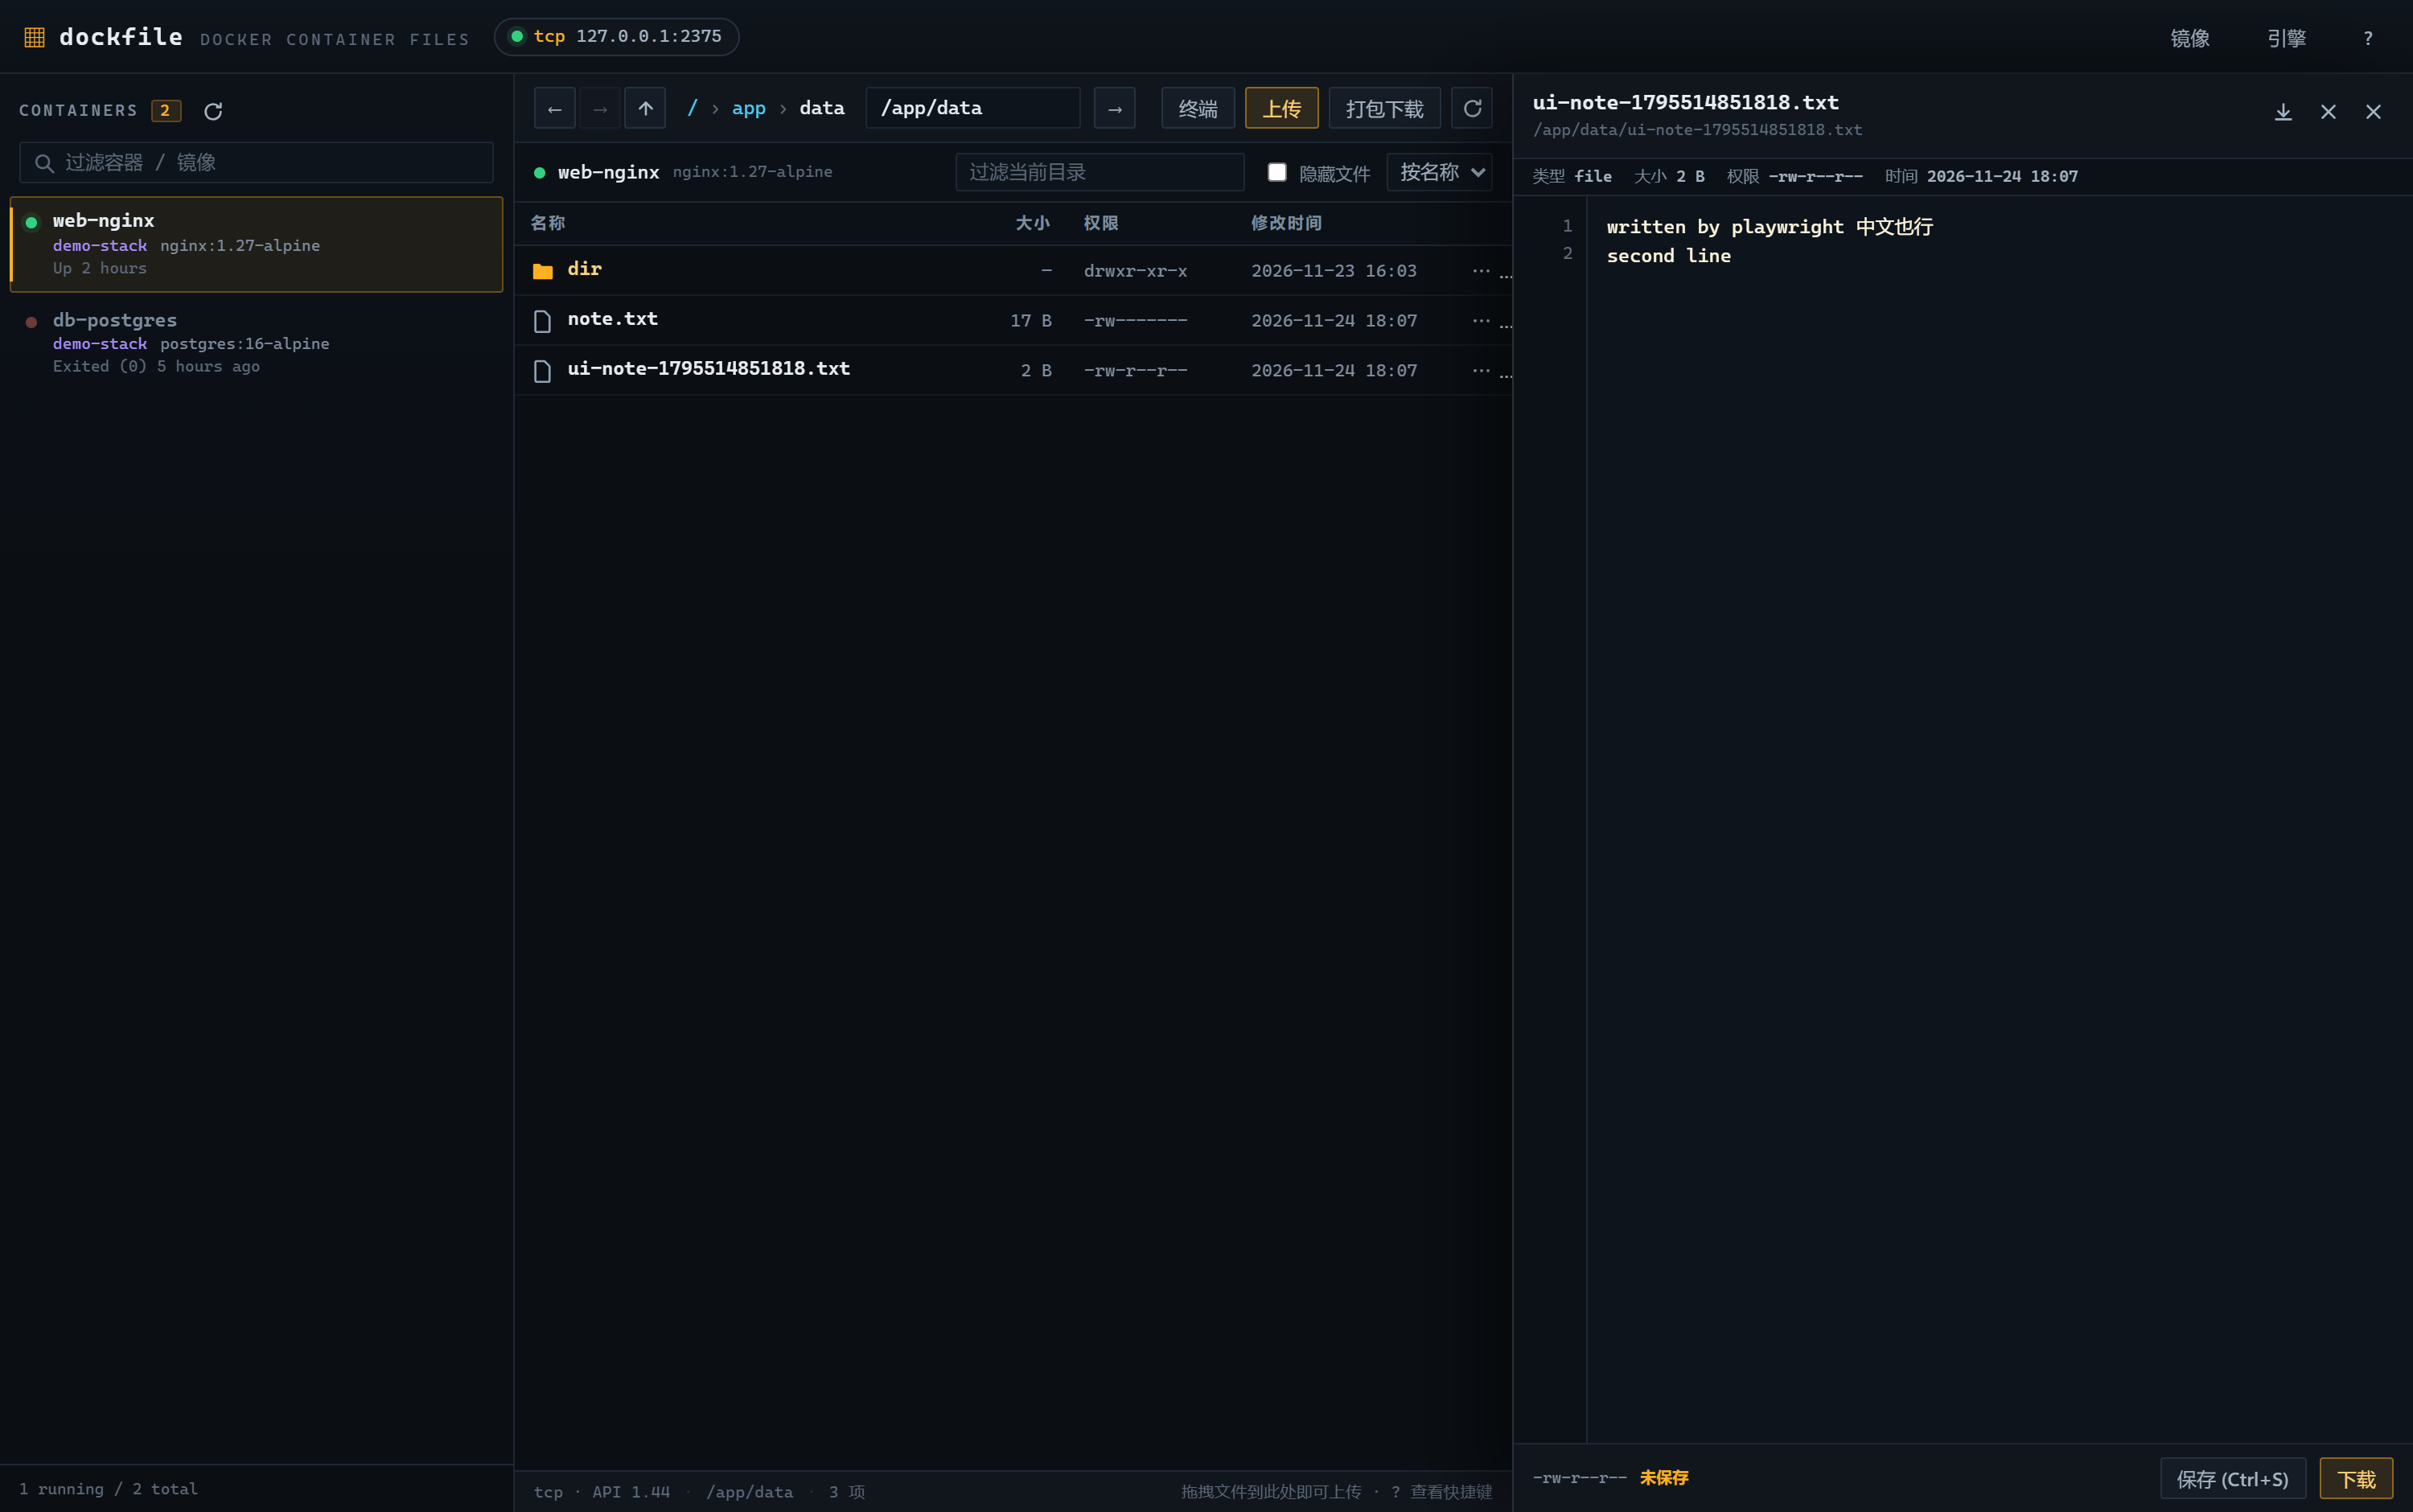 dockfile DOCKER CONTAINER FILES tcp 127.0.0.1:2375 镜像 引擎 ?
CONTAINERS 2
过滤容器 / 镜像
web-nginx
demo-stack nginx:1.27-alpine
Up 2 hours
db-postgres
demo-stack postgres:16-alpine
Exited (0) 5 hours ago
1 running / 2 total
← → ↑ / › app › data /app/data → 终端 上传 打包下载
web-nginx nginx:1.27-alpine 过滤当前目录 隐藏文件 按名称
名称 大小 权限 修改时间
dir — drwxr-xr-x 2026-11-23 16:03 ··· …
note.txt 17 B -rw------- 2026-11-24 18:07 ··· …
ui-note-1795514851818.txt 2 B -rw-r--r-- 2026-11-24 18:07 ··· …
tcp · API 1.44 · /app/data · 3 项 拖拽文件到此处即可上传 · ? 查看快捷键
ui-note-1795514851818.txt
/app/data/ui-note-1795514851818.txt
类型 file 大小 2 B 权限 -rw-r--r-- 时间 2026-11-24 18:07
1 written by playwright 中文也行
2 second line
-rw-r--r-- 未保存 保存 (Ctrl+S) 下载